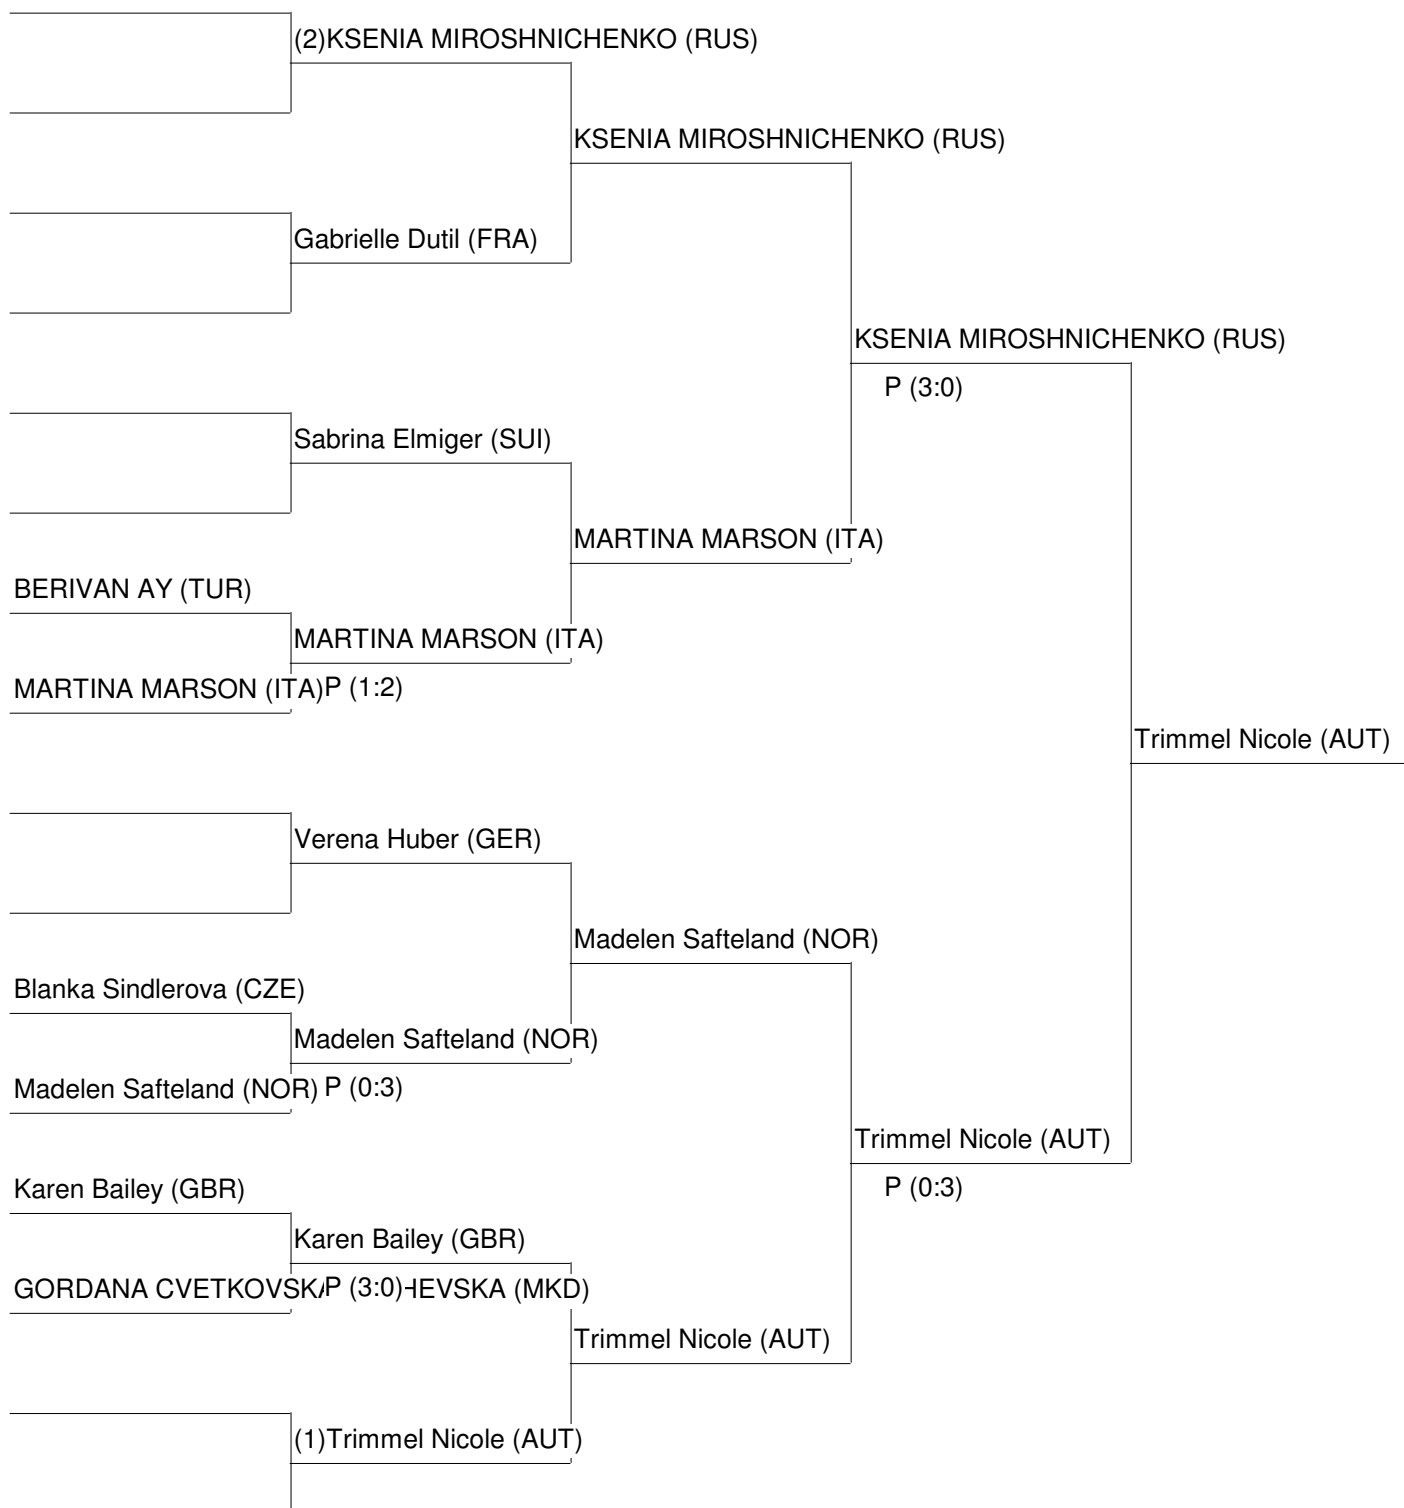 (2)KSENIA MIROSHNICHENKO (RUS)
KSENIA MIROSHNICHENKO (RUS)
Gabrielle Dutil (FRA)
KSENIA MIROSHNICHENKO (RUS)
P (3:0)
Sabrina Elmiger (SUI)
MARTINA MARSON (ITA)
BERIVAN AY (TUR)
MARTINA MARSON (ITA)
MARTINA MARSON (ITA)
P (1:2)
Trimmel Nicole (AUT)
Verena Huber (GER)
Madelen Safteland (NOR)
Blanka Sindlerova (CZE)
Madelen Safteland (NOR)
Madelen Safteland (NOR)
P (0:3)
Trimmel Nicole (AUT)
P (0:3)
Karen Bailey (GBR)
Karen Bailey (GBR)
GORDANA (MKD)
P (3:0)
Trimmel Nicole (AUT)
(1)Trimmel Nicole (AUT)